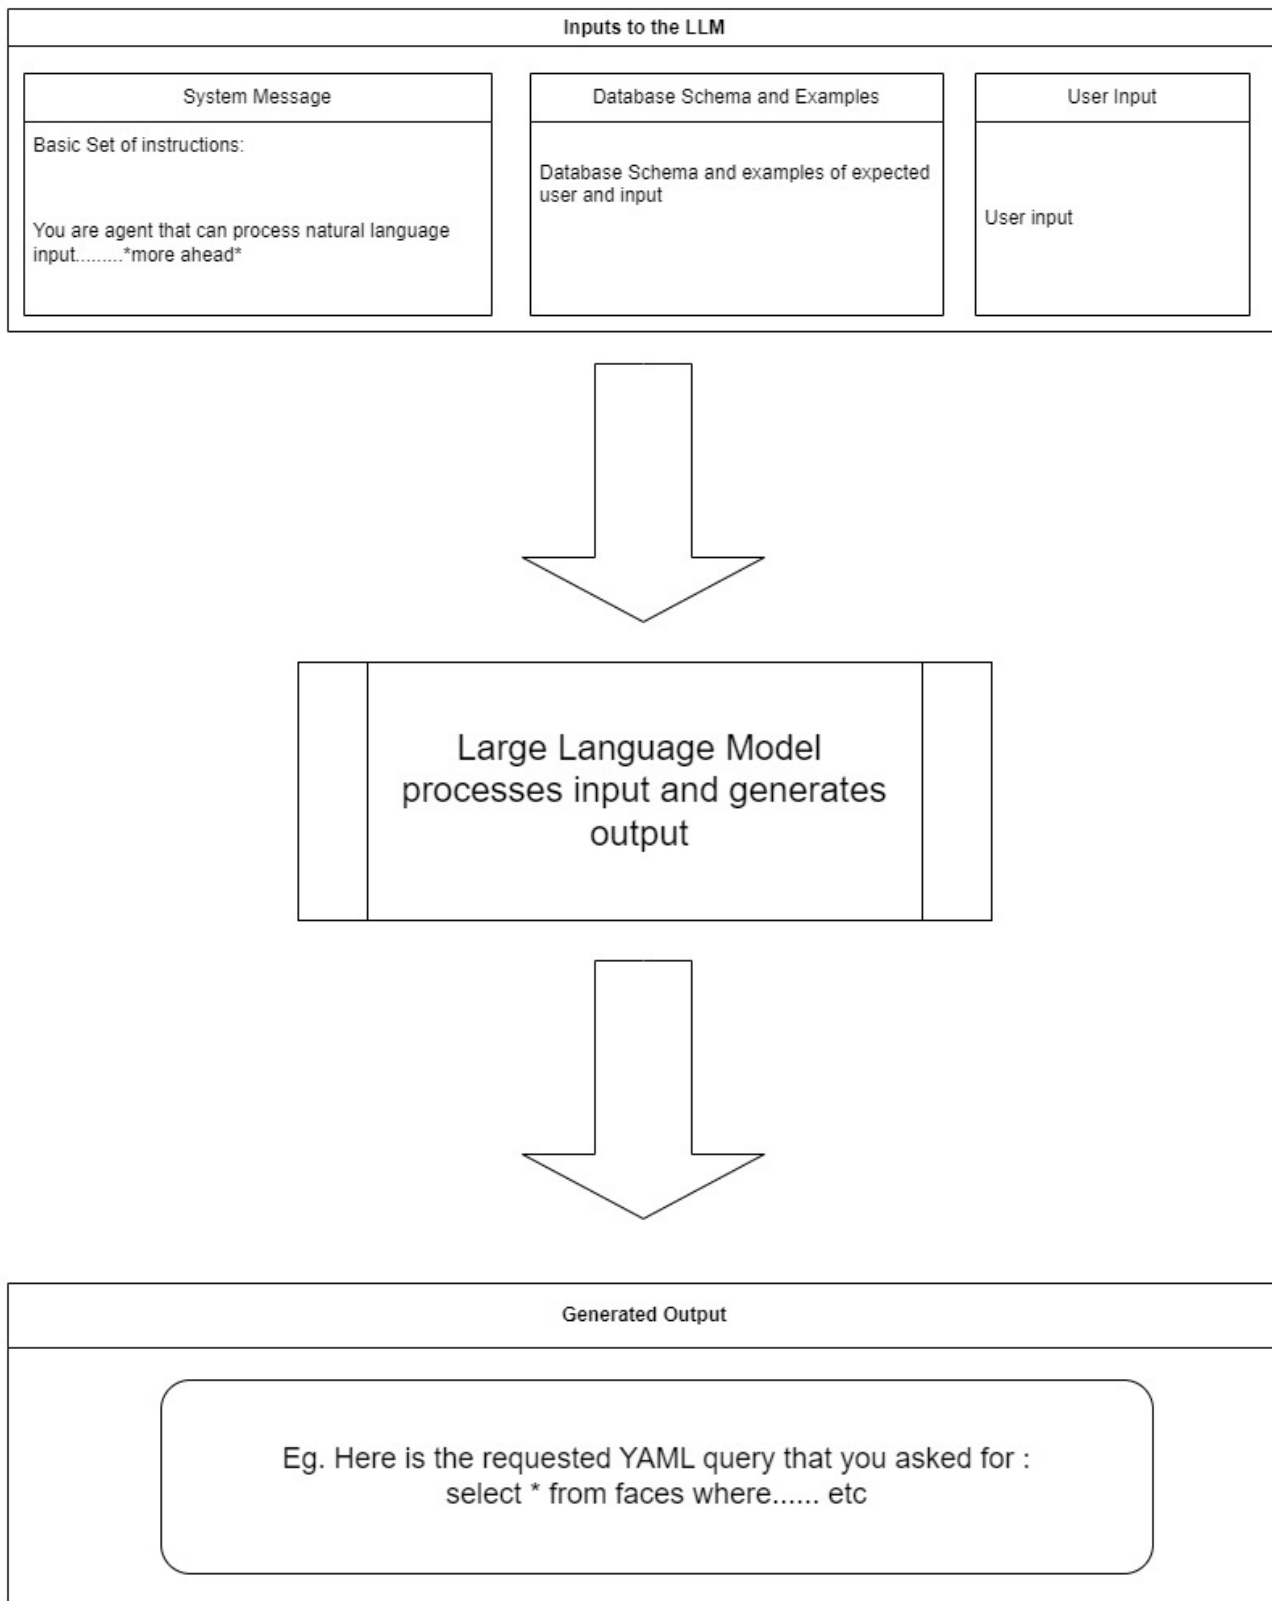 Inputs to the LLM
System Message
Basic Set of instructions:
You are agent that can process natural language
input.........*more ahead*
Database Schema and Examples
Database Schema and examples of expected
user and input
User Input
User input
Large Language Model
processes input and generates
output
Generated Output
Eg. Here is the requested YAML query that you asked for :
select * from faces where...... etc